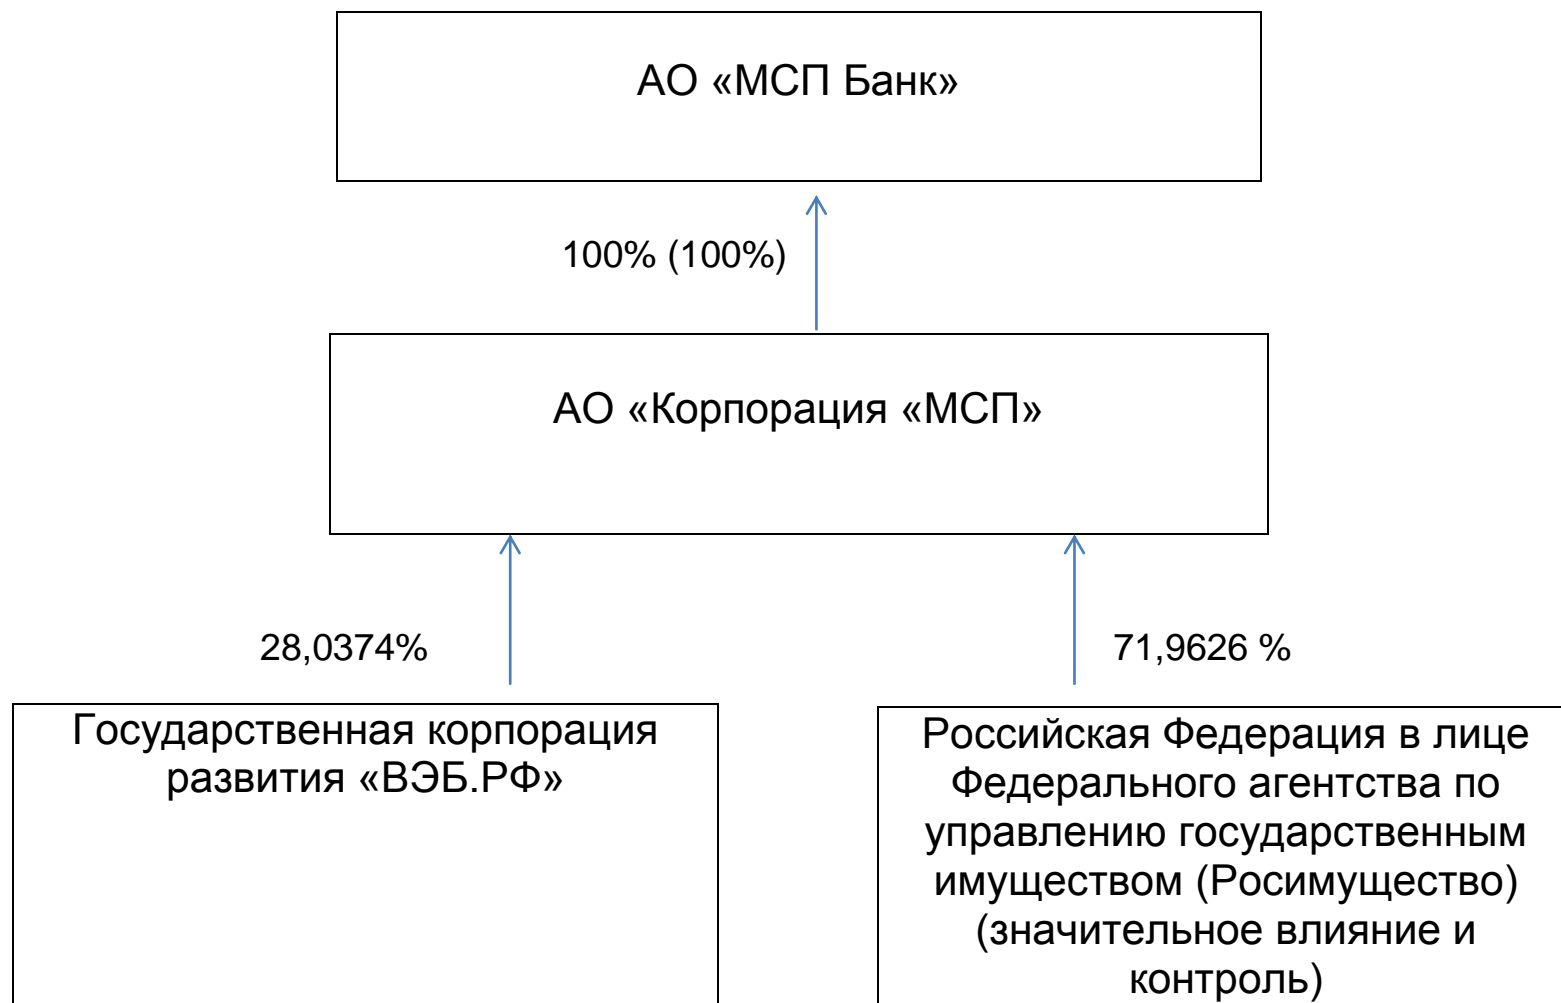 АО «МСП Банк»
100% (100%)
АО «Корпорация «МСП»
28,0374%
71,9626 %
Государственная корпорация
развития «ВЭБ.РФ»
Российская Федерация в лице
Федерального агентства по
управлению государственным
имуществом (Росимущество)
(значительное влияние и
контроль)